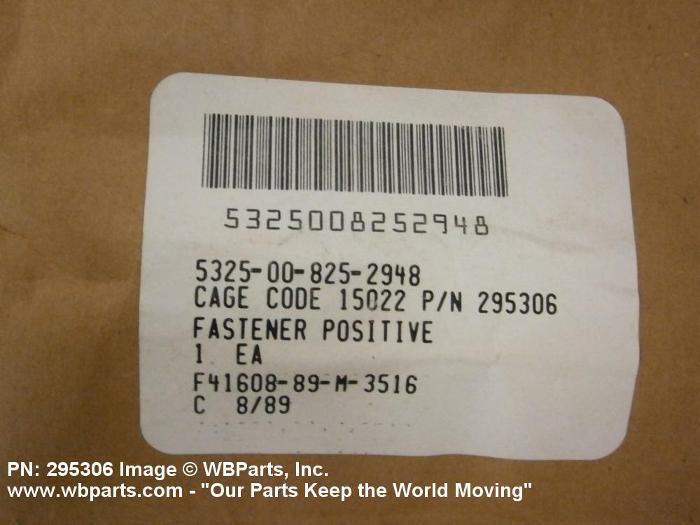 5325008252948
5325-00-825-2948
CAGE CODE 15022 P/N 295306
FASTENER POSITIVE
1 EA
F41608-89-M-3516
C 8/89
PN: 295306 Image © WBParts, Inc.
www.wbparts.com - "Our Parts Keep the World Moving"